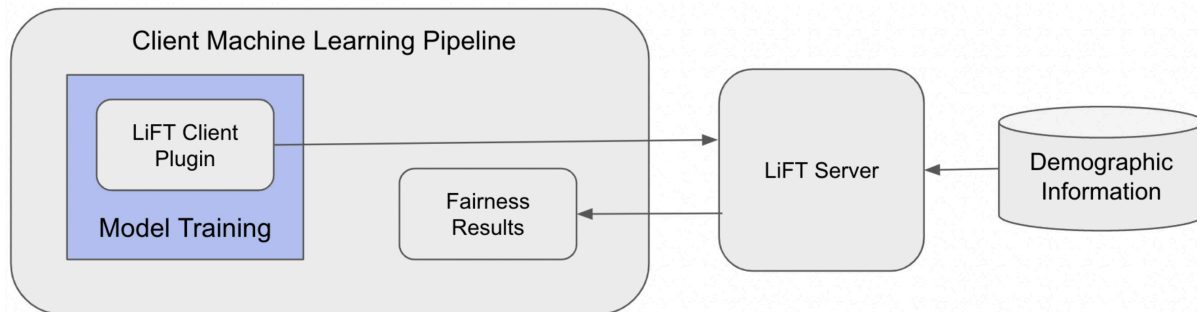 Client Machine Learning Pipeline
LiFT Client
Plugin
Model Training
Fairness
Results
LiFT Server
Demographic
Information